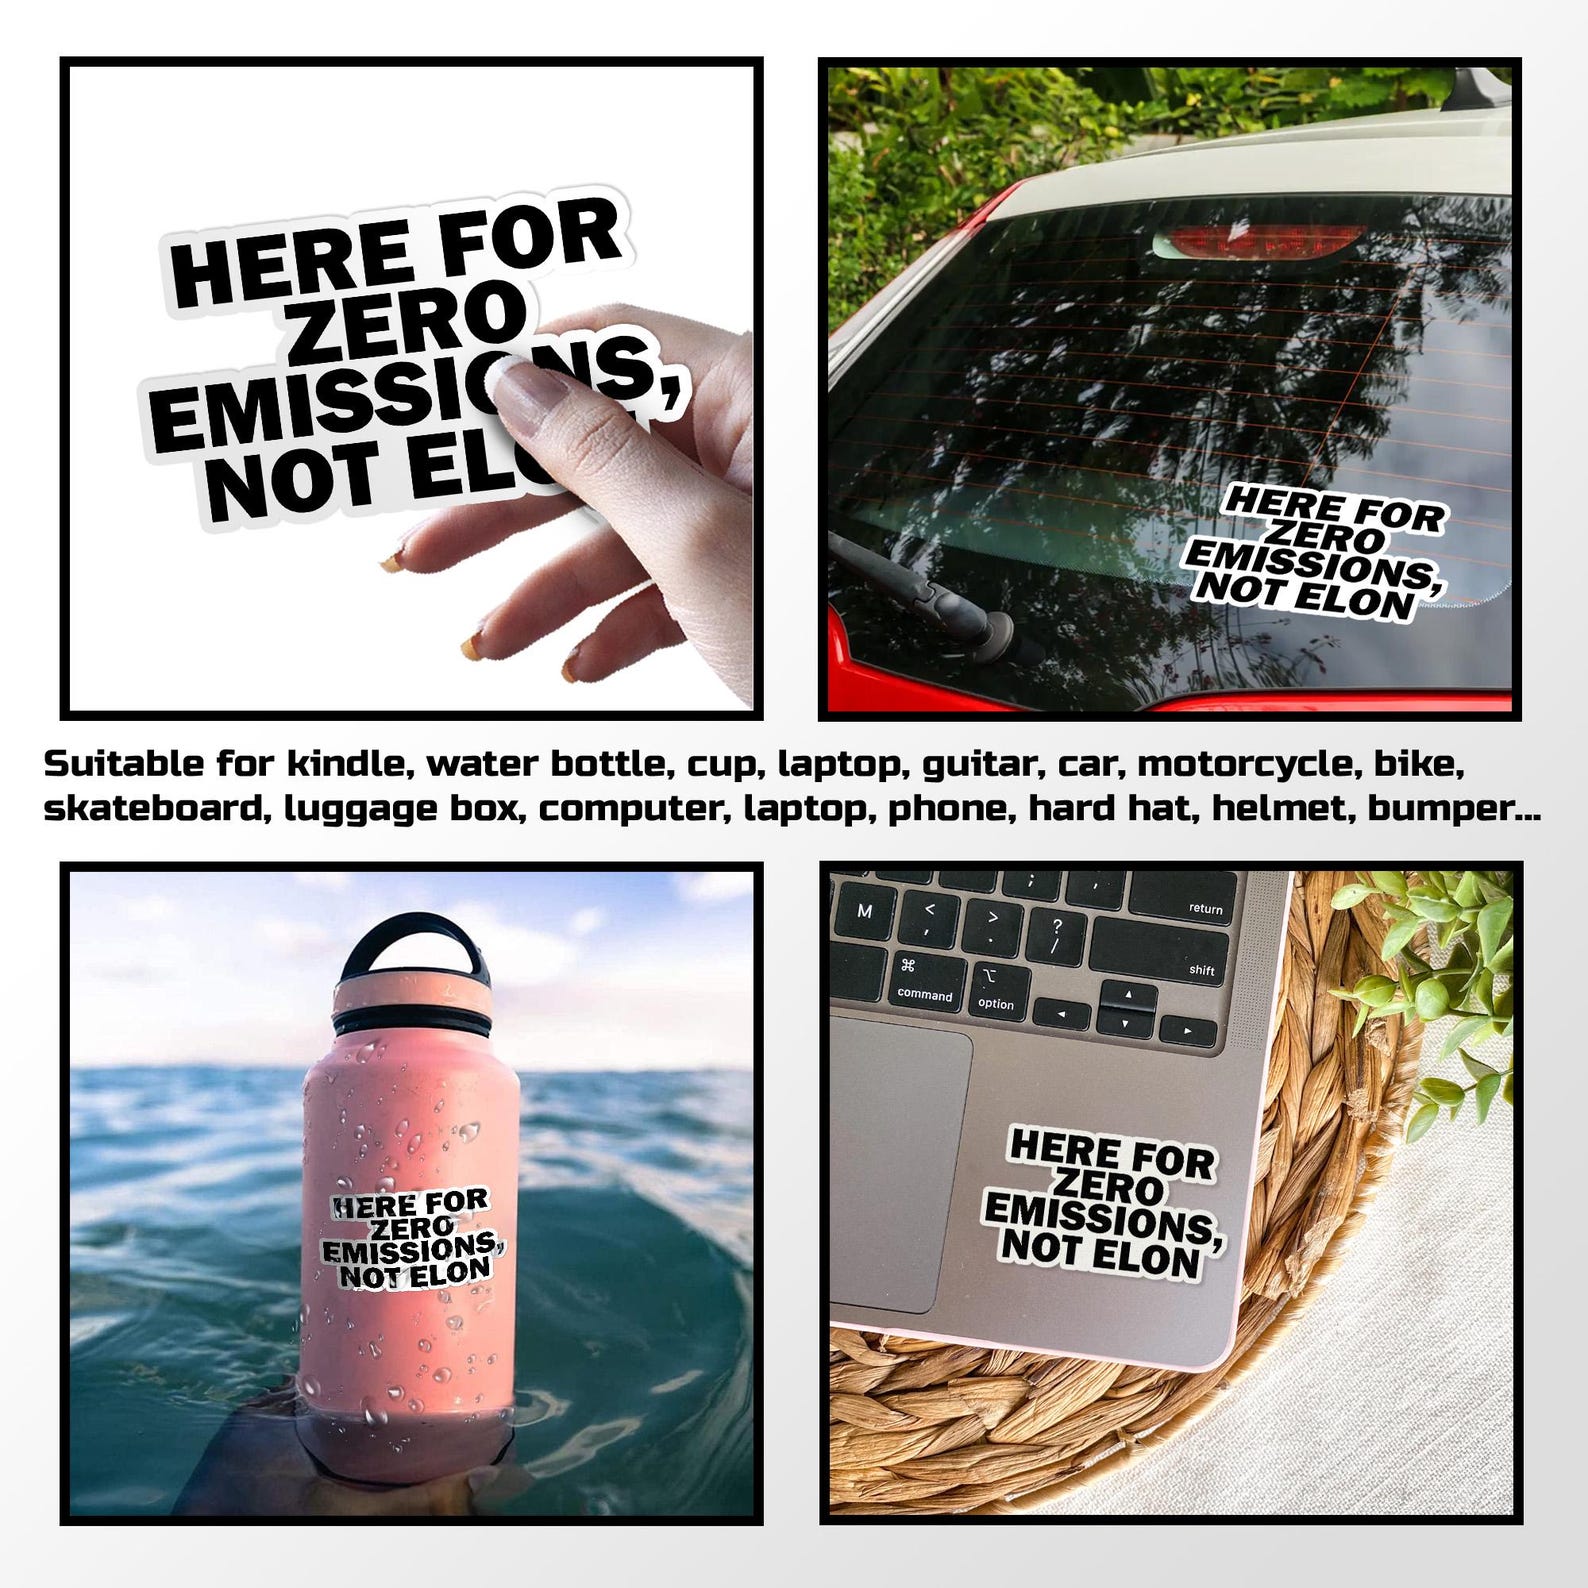 HERE FOR
ZERO
EMISSIONS,
NOT ELON
HERE FOR
ZERO
EMISSIONS,
NOT ELON
Suitable for kindle, water bottle, cup, laptop, guitar, car, motorcycle, bike,
skateboard, luggage box, computer, laptop, phone, hard hat, helmet, bumper...
HERE FOR
ZERO
EMISSIONS,
NOT ELON
; ,
return
M < , > . ? /
shift
⌘ ⌥
command option
◄ ▲ ▼ ►
HERE FOR
ZERO
EMISSIONS,
NOT ELON